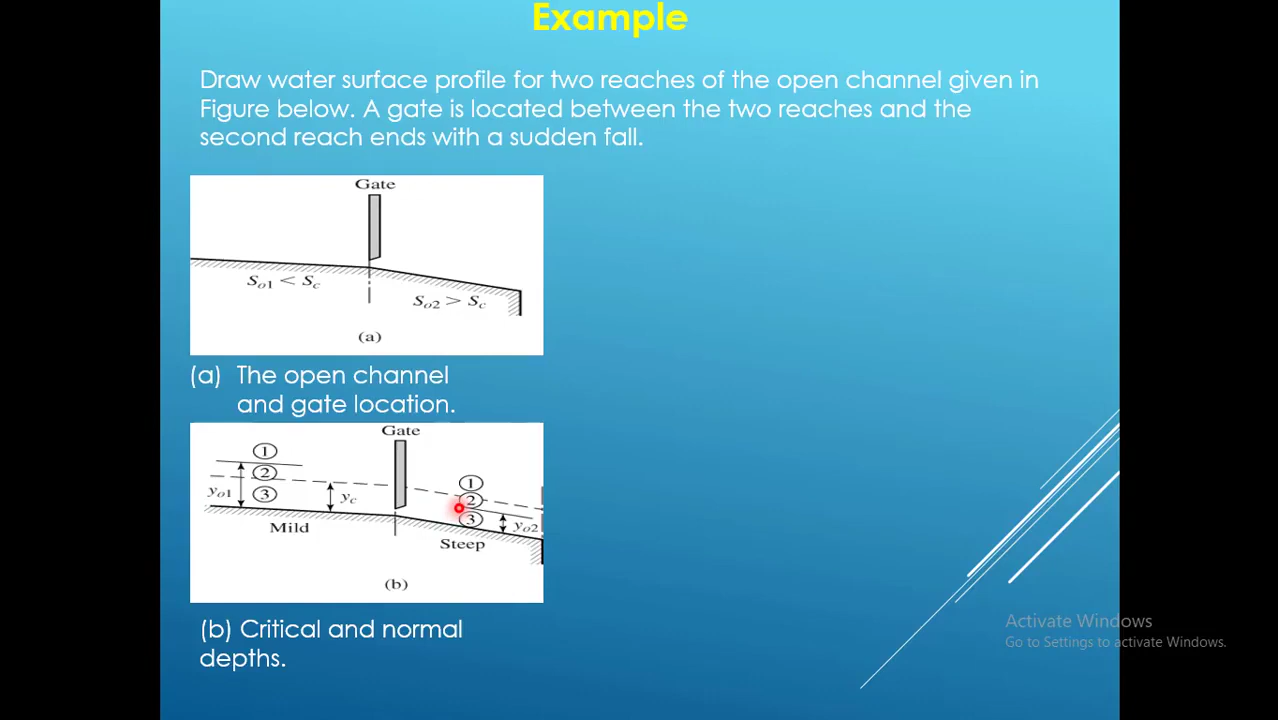 Example
Draw water surface profile for two reaches of the open channel given in
Figure below. A gate is located between the two reaches and the
second reach ends with a sudden fall.
Gate
So1 < Sc
So2 > Sc
(a)
(a) The open channel
and gate location.
Gate
1
2
3
yo1
yc
1
2
3
yo2
Mild
Steep
(b)
(b) Critical and normal
depths.
Activate Windows
Go to Settings to activate Windows.